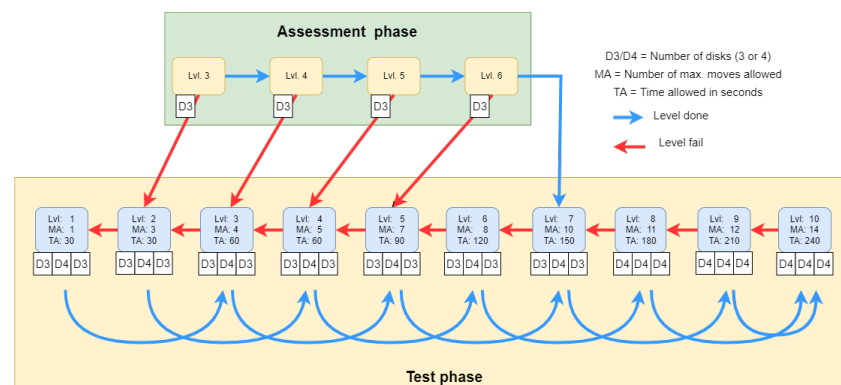 Assessment phase
Lvl. 3
Lvl. 4
Lvl. 5
Lvl. 6
D3
D3
D3
D3
D3/D4 = Number of disks (3 or 4)
MA = Number of max. moves allowed
TA = Time allowed in seconds
Level done
Level fail
Lvl: 1
MA: 1
TA: 30
D3 D4 D3
Lvl: 2
MA: 3
TA: 30
D3 D3 D3
Lvl: 3
MA: 4
TA: 60
D3 D4 D3
Lvl: 4
MA: 5
TA: 60
D3 D4 D3
Lvl: 5
MA: 7
TA: 90
D3 D4 D3
Lvl: 6
MA: 8
TA: 120
D3 D4 D3
Lvl: 7
MA: 10
TA: 150
D3 D4 D3
Lvl: 8
MA: 11
TA: 180
D4 D4 D4
Lvl: 9
MA: 12
TA: 210
D4 D4 D4
Lvl: 10
MA: 14
TA: 240
D4 D4 D4
Test phase